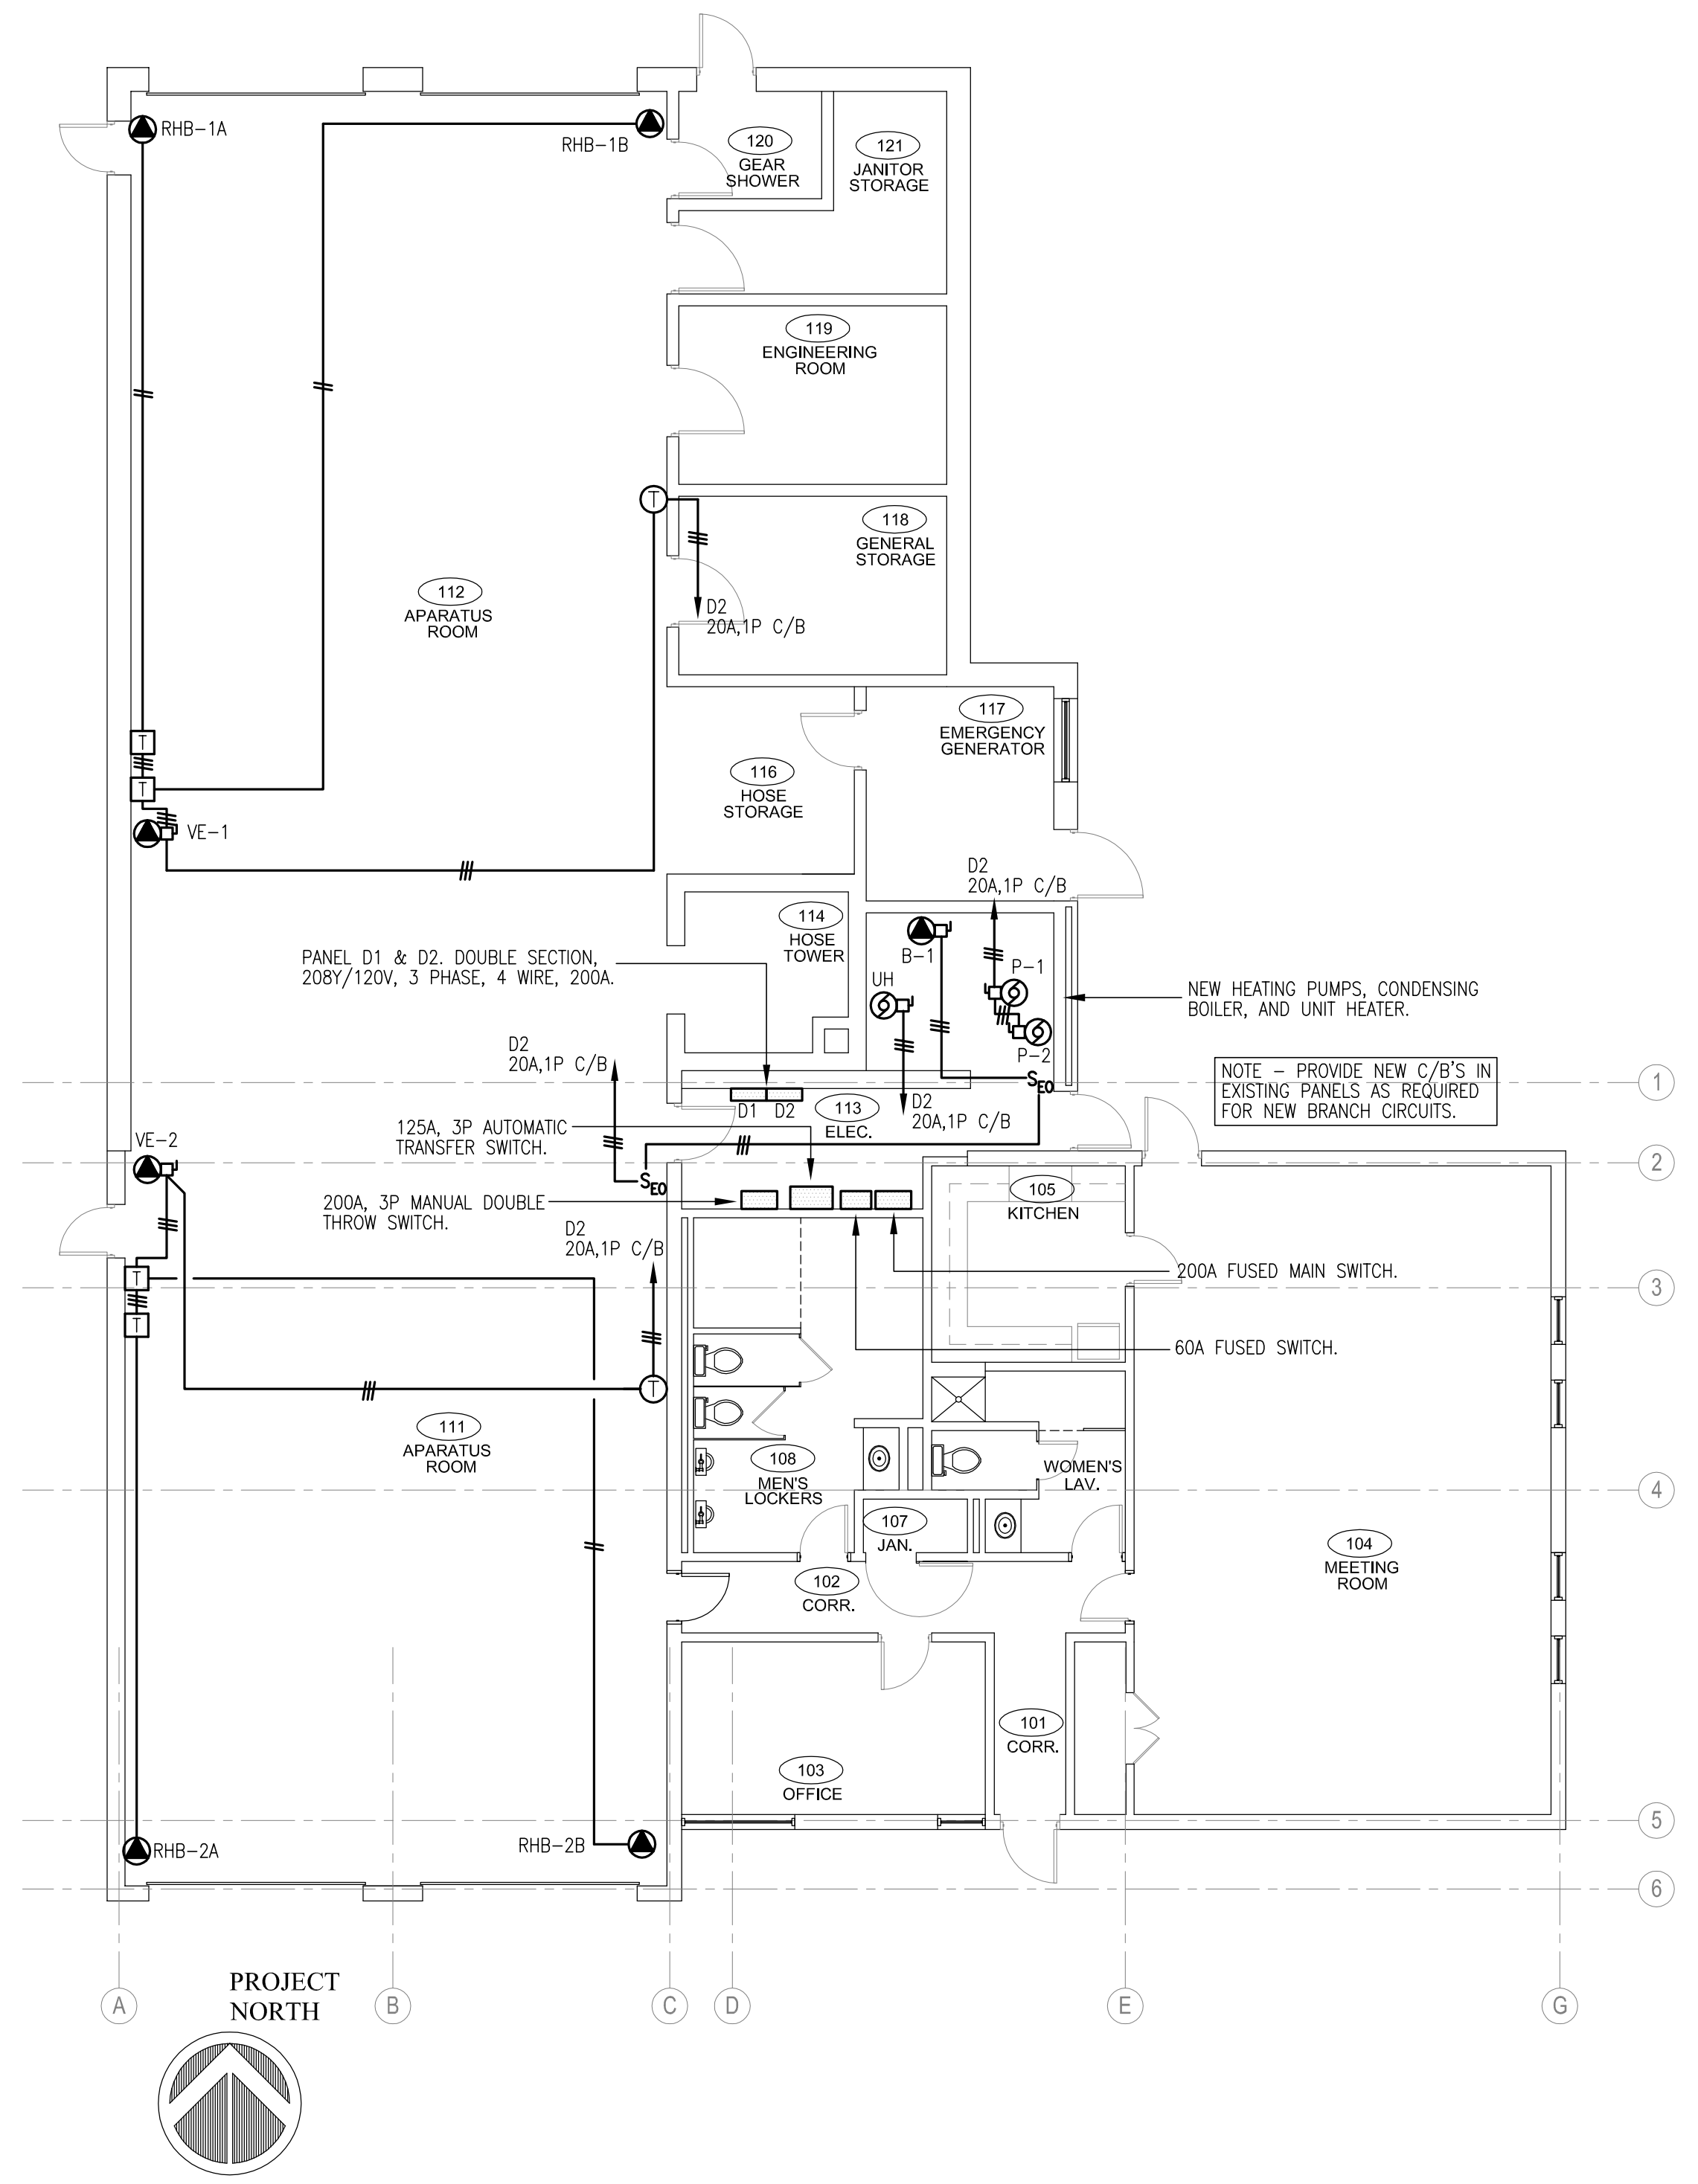 RHB-1A
RHB-1B
120
GEAR
SHOWER
121
JANITOR
STORAGE
119
ENGINEERING
ROOM
T
118
GENERAL
STORAGE
112
APARATUS
ROOM
D2
20A,1P C/B
117
EMERGENCY
GENERATOR
T
T
116
HOSE
STORAGE
VE-1
D2
20A,1P C/B
114
HOSE
TOWER
B-1
PANEL D1 & D2. DOUBLE SECTION,
208Y/120V, 3 PHASE, 4 WIRE, 200A.
UH
P-1
NEW HEATING PUMPS, CONDENSING
BOILER, AND UNIT HEATER.
P-2
D2
20A,1P C/B
SEO
NOTE - PROVIDE NEW C/B'S IN
EXISTING PANELS AS REQUIRED
FOR NEW BRANCH CIRCUITS.
1
D1 D2
113
ELEC.
D2
20A,1P C/B
125A, 3P AUTOMATIC
TRANSFER SWITCH.
VE-2
2
SEO
200A, 3P MANUAL DOUBLE
THROW SWITCH.
105
KITCHEN
D2
20A,1P C/B
T
T
200A FUSED MAIN SWITCH.
3
60A FUSED SWITCH.
T
111
APARATUS
ROOM
108
MEN'S
LOCKERS
WOMEN'S
LAV.
4
107
JAN.
104
MEETING
ROOM
102
CORR.
101
CORR.
103
OFFICE
5
RHB-2A
RHB-2B
6
A
B
C
D
E
G
PROJECT
NORTH